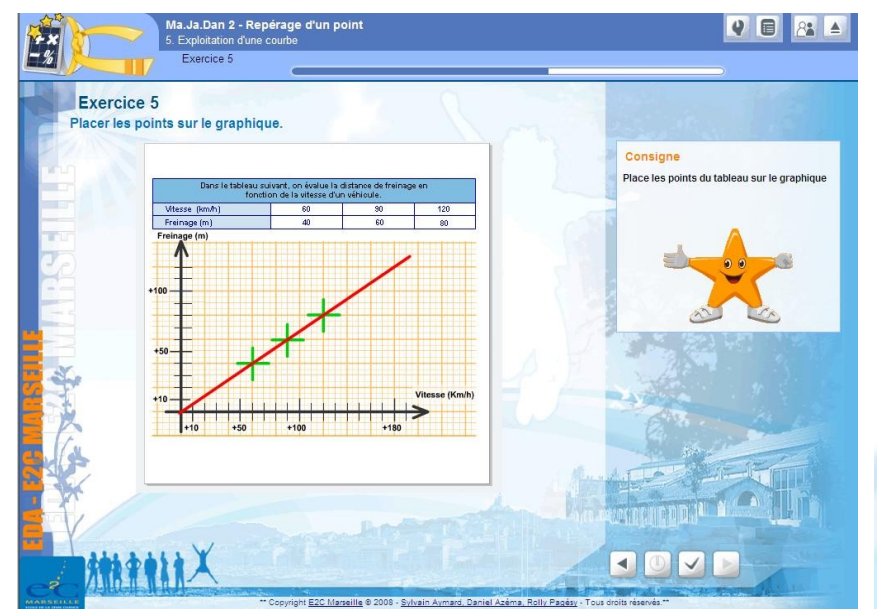 Ma.Ja.Dan 2 - Repérage d'un point
5. Exploitation d'une courbe
Exercice 5
Exercice 5
Placer les points sur le graphique.
Dans le tableau suivant, on évalue la distance de freinage en
fonction de la vitesse d'un véhicule.
Vitesse (km/h) 60 90 120
Freinage (m) 40 60 80
Freinage (m)
+100
+50
+10
Vitesse (Km/h)
+10 +50 +100 +180
Consigne
Place les points du tableau sur le graphique
EDA - E2C MARSEILLE
MARSEILLE
e2c
MARSEILLE
** Copyright E2C Marseille © 2008 - Sylvain Aymard, Daniel Azéma, Rolly Pagésy - Tous droits réservés.**